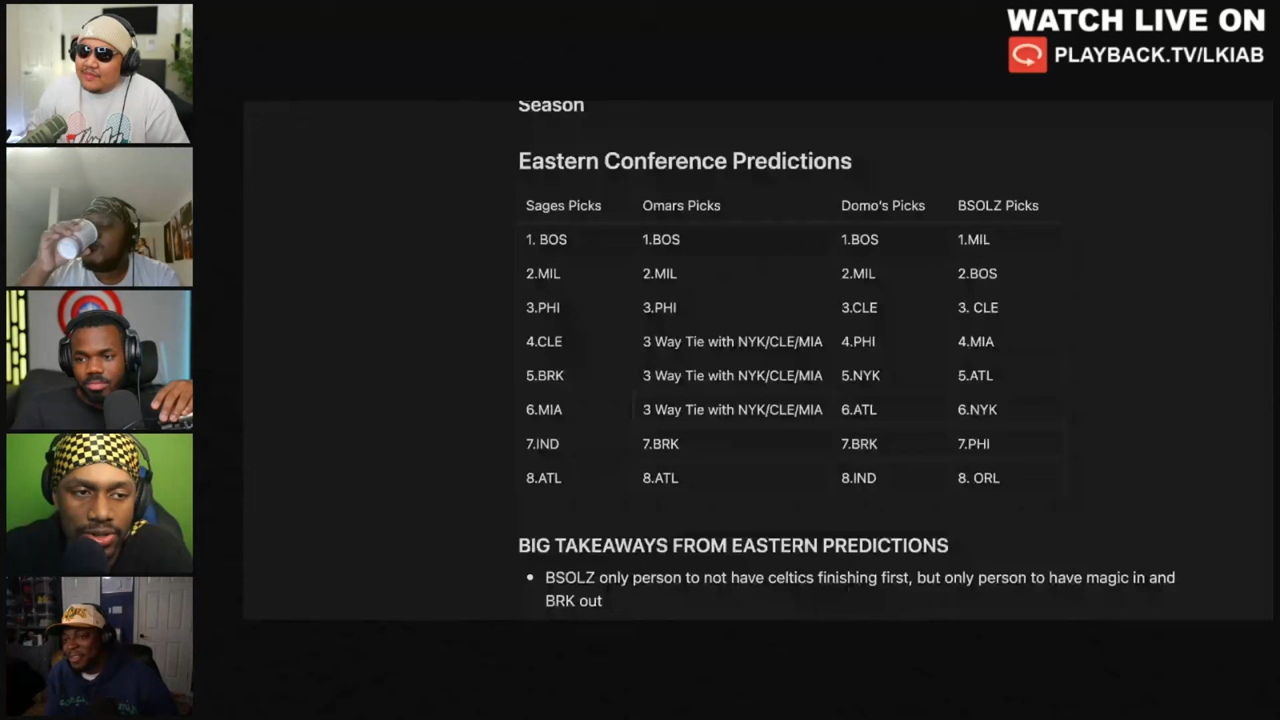 WATCH LIVE ON
PLAYBACK.TV/LKIAB
Season
Eastern Conference Predictions
Sages Picks Omars Picks Domo's Picks BSOLZ Picks
1. BOS 1.BOS 1.BOS 1.MIL
2.MIL 2.MIL 2.MIL 2.BOS
3.PHI 3.PHI 3.CLE 3. CLE
4.CLE 3 Way Tie with NYK/CLE/MIA 4.PHI 4.MIA
5.BRK 3 Way Tie with NYK/CLE/MIA 5.NYK 5.ATL
6.MIA 3 Way Tie with NYK/CLE/MIA 6.ATL 6.NYK
7.IND 7.BRK 7.BRK 7.PHI
8.ATL 8.ATL 8.IND 8. ORL
BIG TAKEAWAYS FROM EASTERN PREDICTIONS
• BSOLZ only person to not have celtics finishing first, but only person to have magic in and
BRK out